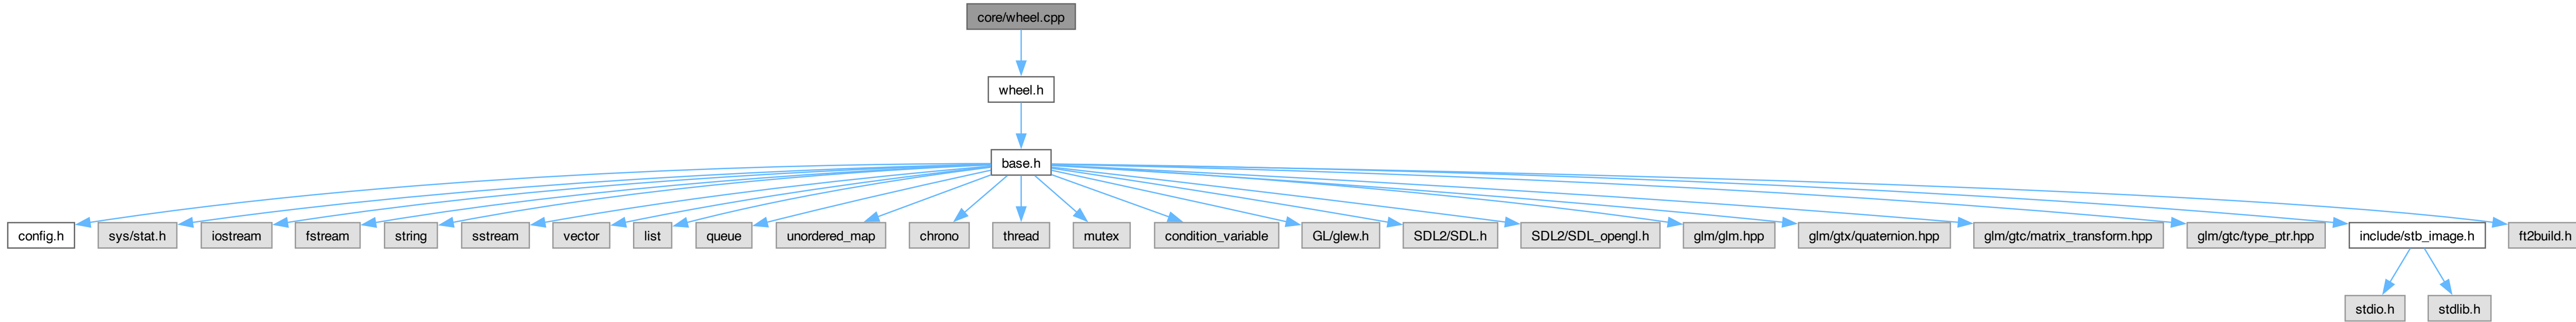 core/wheel.cpp
wheel.h
base.h
config.h
sys/stat.h
iostream
fstream
string
sstream
vector
list
queue
unordered_map
chrono
thread
mutex
condition_variable
GL/glew.h
SDL2/SDL.h
SDL2/SDL_opengl.h
glm/glm.hpp
glm/gtx/quaternion.hpp
glm/gtc/matrix_transform.hpp
glm/gtc/type_ptr.hpp
include/stb_image.h
ft2build.h
stdio.h
stdlib.h